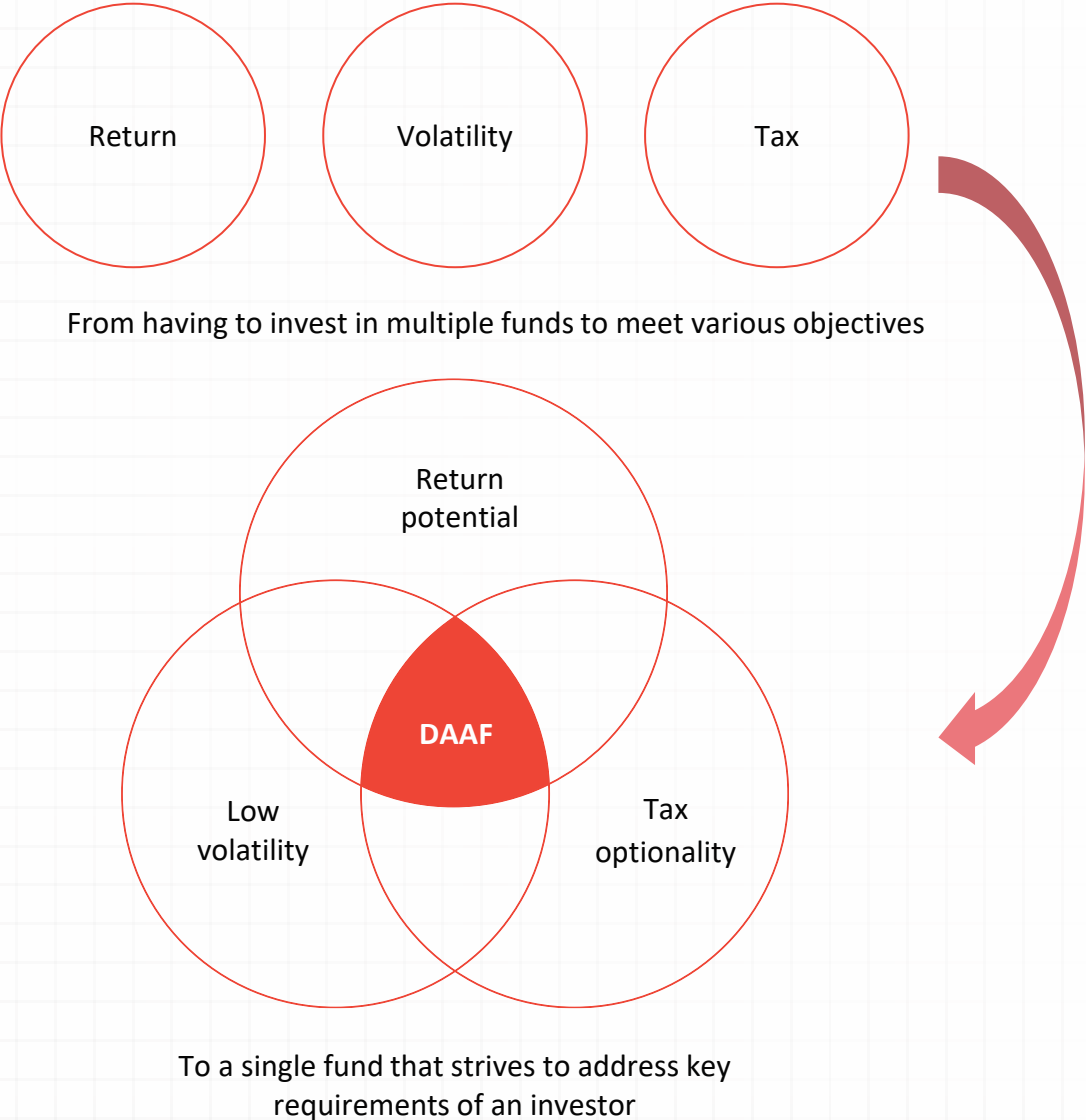 Return
Volatility
Tax
From having to invest in multiple funds to meet various objectives
Return
potential
DAAF
Low
volatility
Tax
optionality
To a single fund that strives to address key
requirements of an investor